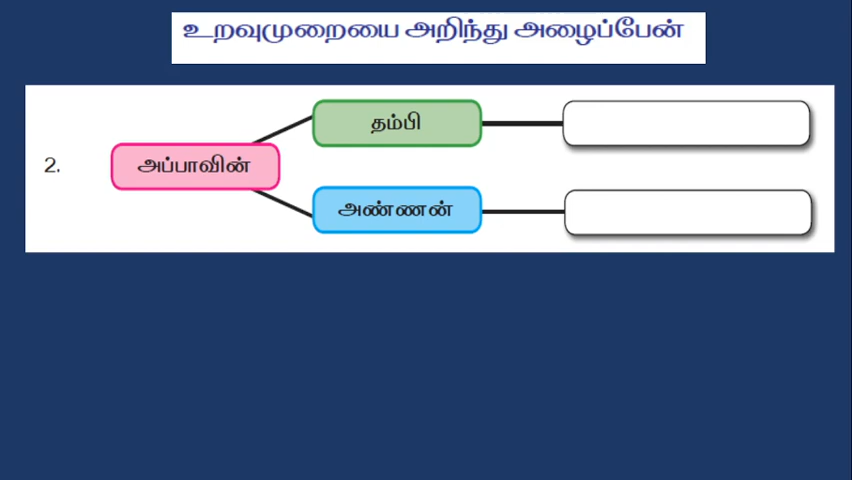 உறவுமுறையை அறிந்து அழைப்பேன்
தம்பி
2. அப்பாவின்
அண்ணன்